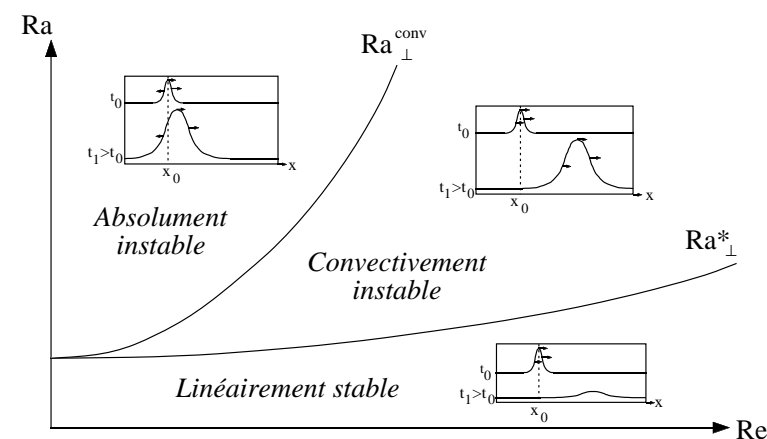 Ra
Ra⊥conv
t0
t1>t0
x0
x
t0
t1>t0
x0
x
Absolument
instable
Ra*⊥
Convectivement
instable
Linéairement stable
t0
t1>t0
x0
x
Re